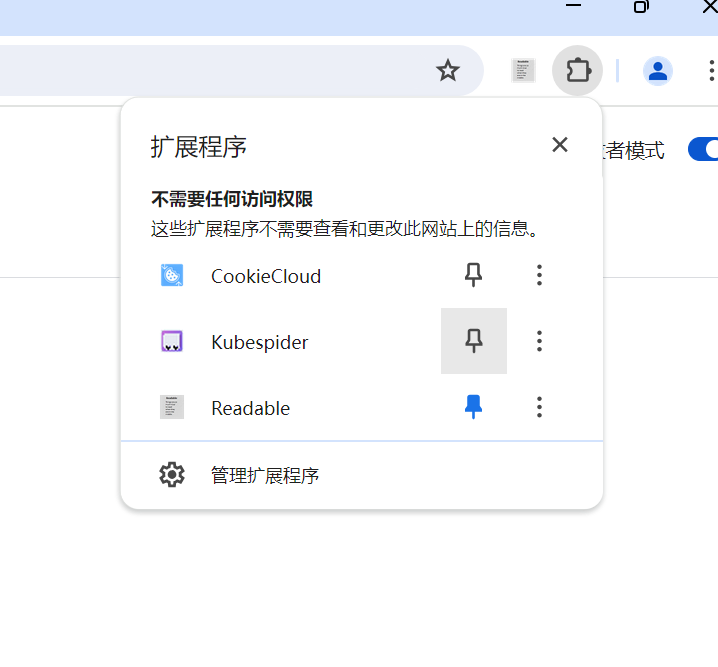 扩展程序
者模式
不需要任何访问权限
这些扩展程序不需要查看和更改此网站上的信息。
CookieCloud
Kubespider
Readable
管理扩展程序